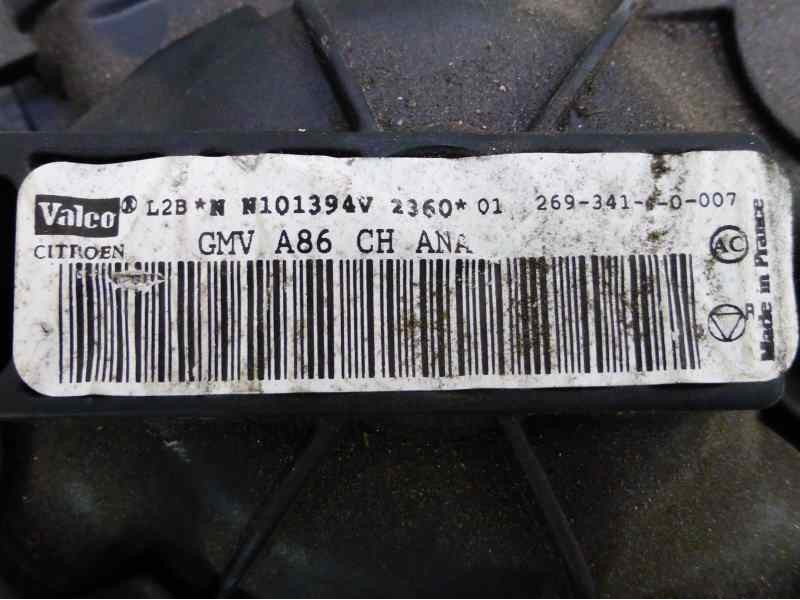 Valeo L2B *N N101394V 2360* 01 269-341-
CITROEN GMV A86 CH ANA
AC
R
Made in France